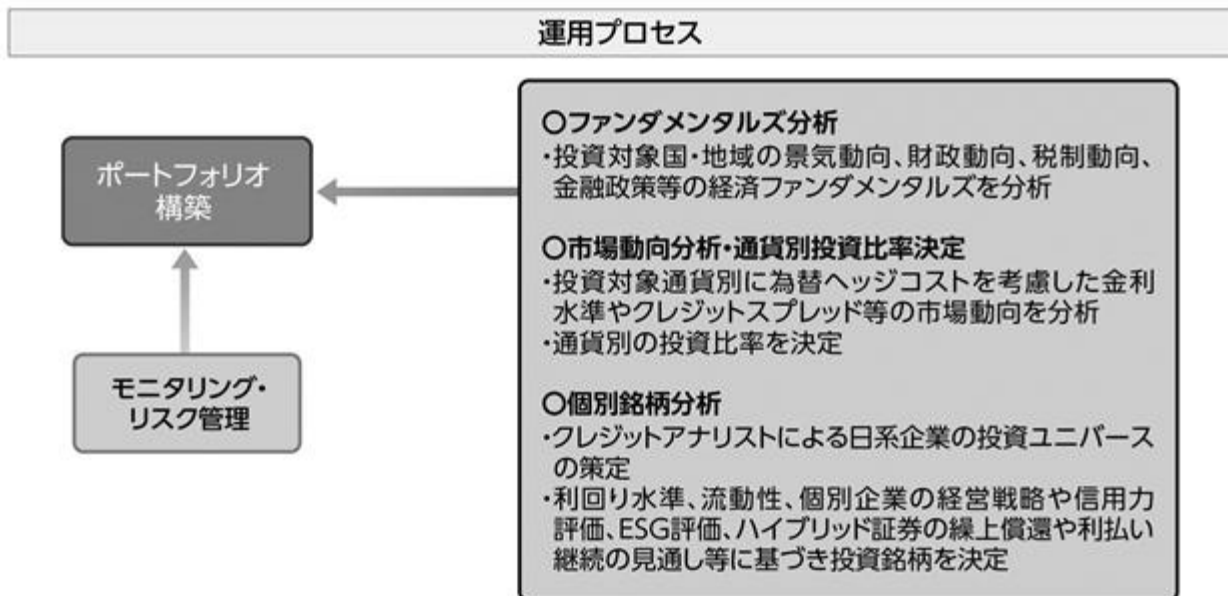 運用プロセス
ポートフォリオ
構築
モニタリング・
リスク管理
○ファンダメンタルズ分析
・投資対象国・地域の景気動向、財政動向、税制動向、
金融政策等の経済ファンダメンタルズを分析
○市場動向分析・通貨別投資比率決定
・投資対象通貨別に為替ヘッジコストを考慮した金利
水準やクレジットスプレッド等の市場動向を分析
・通貨別の投資比率を決定
○個別銘柄分析
・クレジットアナリストによる日系企業の投資ユニバース
の策定
・利回り水準、流動性、個別企業の経営戦略や信用力
評価、ESG評価、ハイブリッド証券の繰上償還や利払い
継続の見通し等に基づき投資銘柄を決定